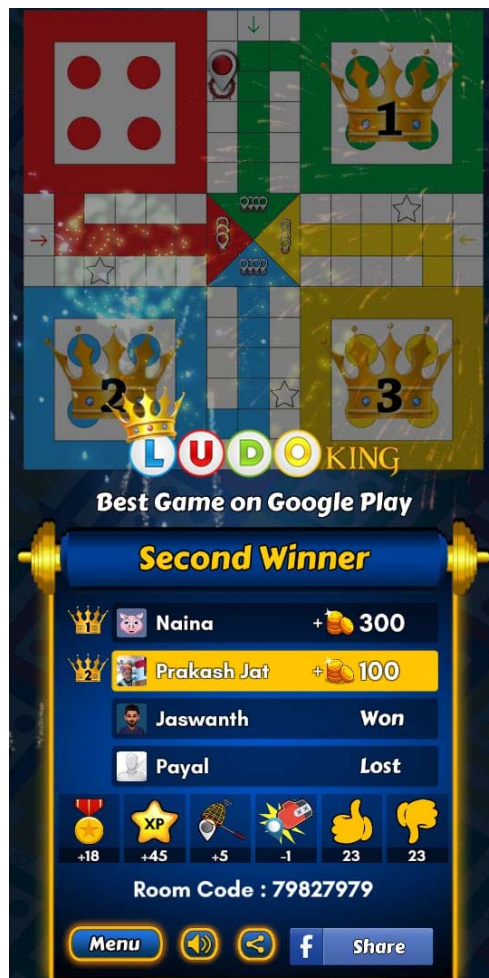 1
2
3
LUDO KING
Best Game on Google Play
Second Winner
1 Naina +300
2 Prakash Jat +100
Jaswanth Won
Payal Lost
XP
+18 +45 +5 -1 23 23
Room Code : 79827979
Menu f Share